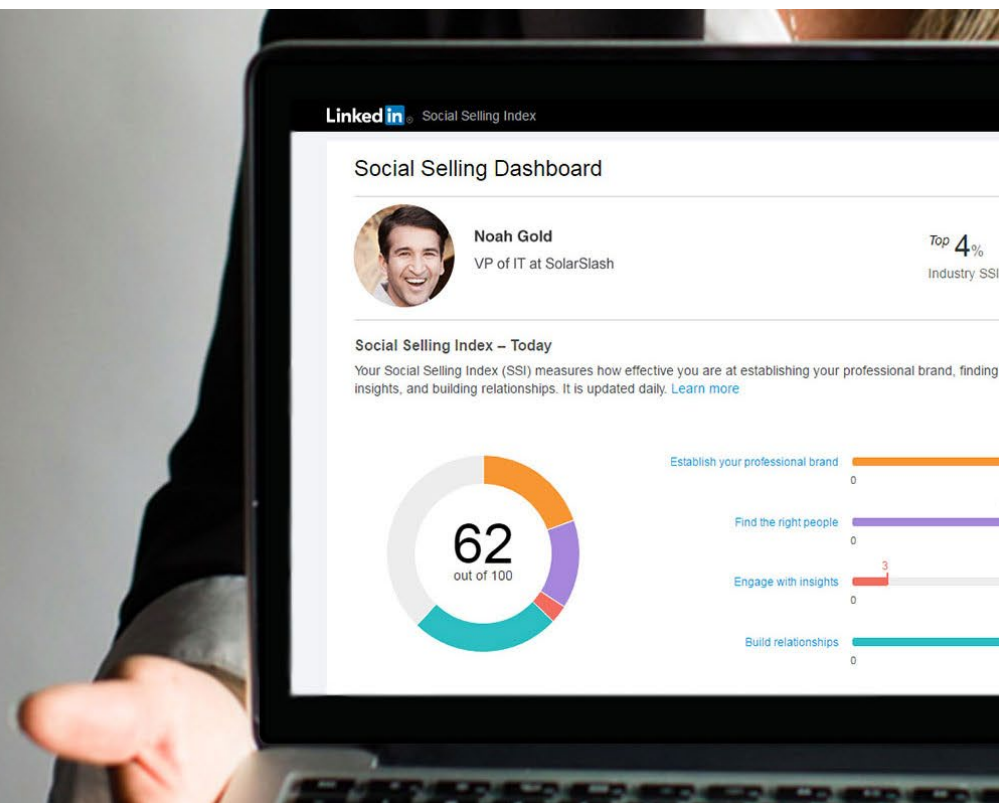 Linked in ® Social Selling Index
Social Selling Dashboard
Noah Gold
VP of IT at SolarSlash
Top 4%
Industry SSI
Social Selling Index – Today
Your Social Selling Index (SSI) measures how effective you are at establishing your professional brand, finding
insights, and building relationships. It is updated daily. Learn more
62
out of 100
Establish your professional brand
0
Find the right people
0
3
Engage with insights
0
Build relationships
0